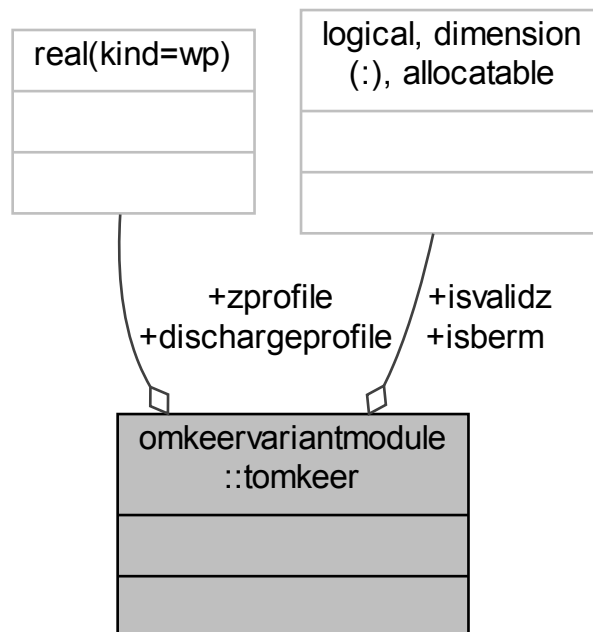 real(kind=wp)
logical, dimension
(:), allocatable
+zprofile
+dischargeprofile
+isvalidz
+isberm
omkeervariantmodule
::tomkeer